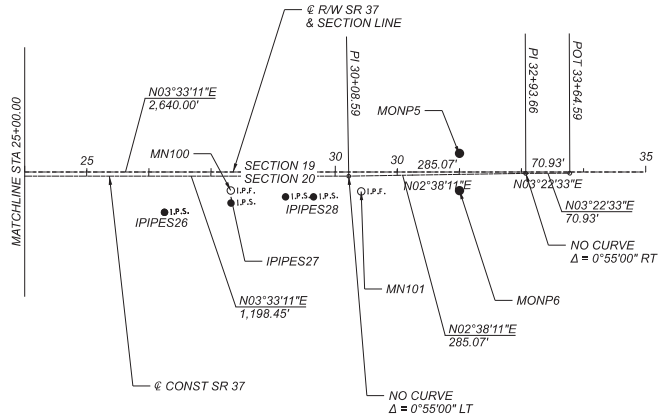 ℄ R/W SR 37
& SECTION LINE
MATCHLINE STA 25+00.00
PI 30+08.59
PI 32+93.66
POT 33+64.59
N03°33'11"E
2,640.00'
MONP5
MN100
25
SECTION 19
SECTION 20
30
30
285.07'
70.93'
35
N02°38'11"E
N03°22'33"E
I.P.F.
I.P.S.
I.P.S.
I.P.S.
I.P.S.
I.P.F.
IPIPES26
IPIPES28
N03°22'33"E
70.93'
IPIPES27
NO CURVE
Δ = 0°55'00" RT
MN101
MONP6
N03°33'11"E
1,198.45'
N02°38'11"E
285.07'
℄ CONST SR 37
NO CURVE
Δ = 0°55'00" LT